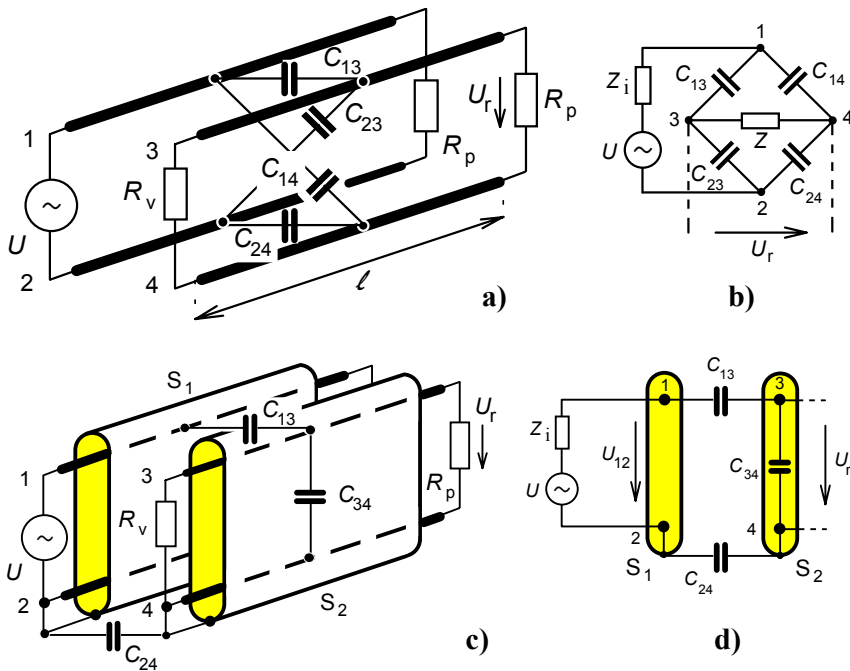 C13
C23
1
3
Ur
Rp
Rp
Rv
C14
U
C24
2
4
ℓ
a)
1
Zi
C13
C14
3
4
U
Z
C23
C24
2
Ur
b)
S1
C13
1
3
Ur
Rv
C34
Rp
U
2
4
S2
C24
c)
C13
1
3
Zi
U12
C34
Ur
U
2
4
S1
C24
S2
d)